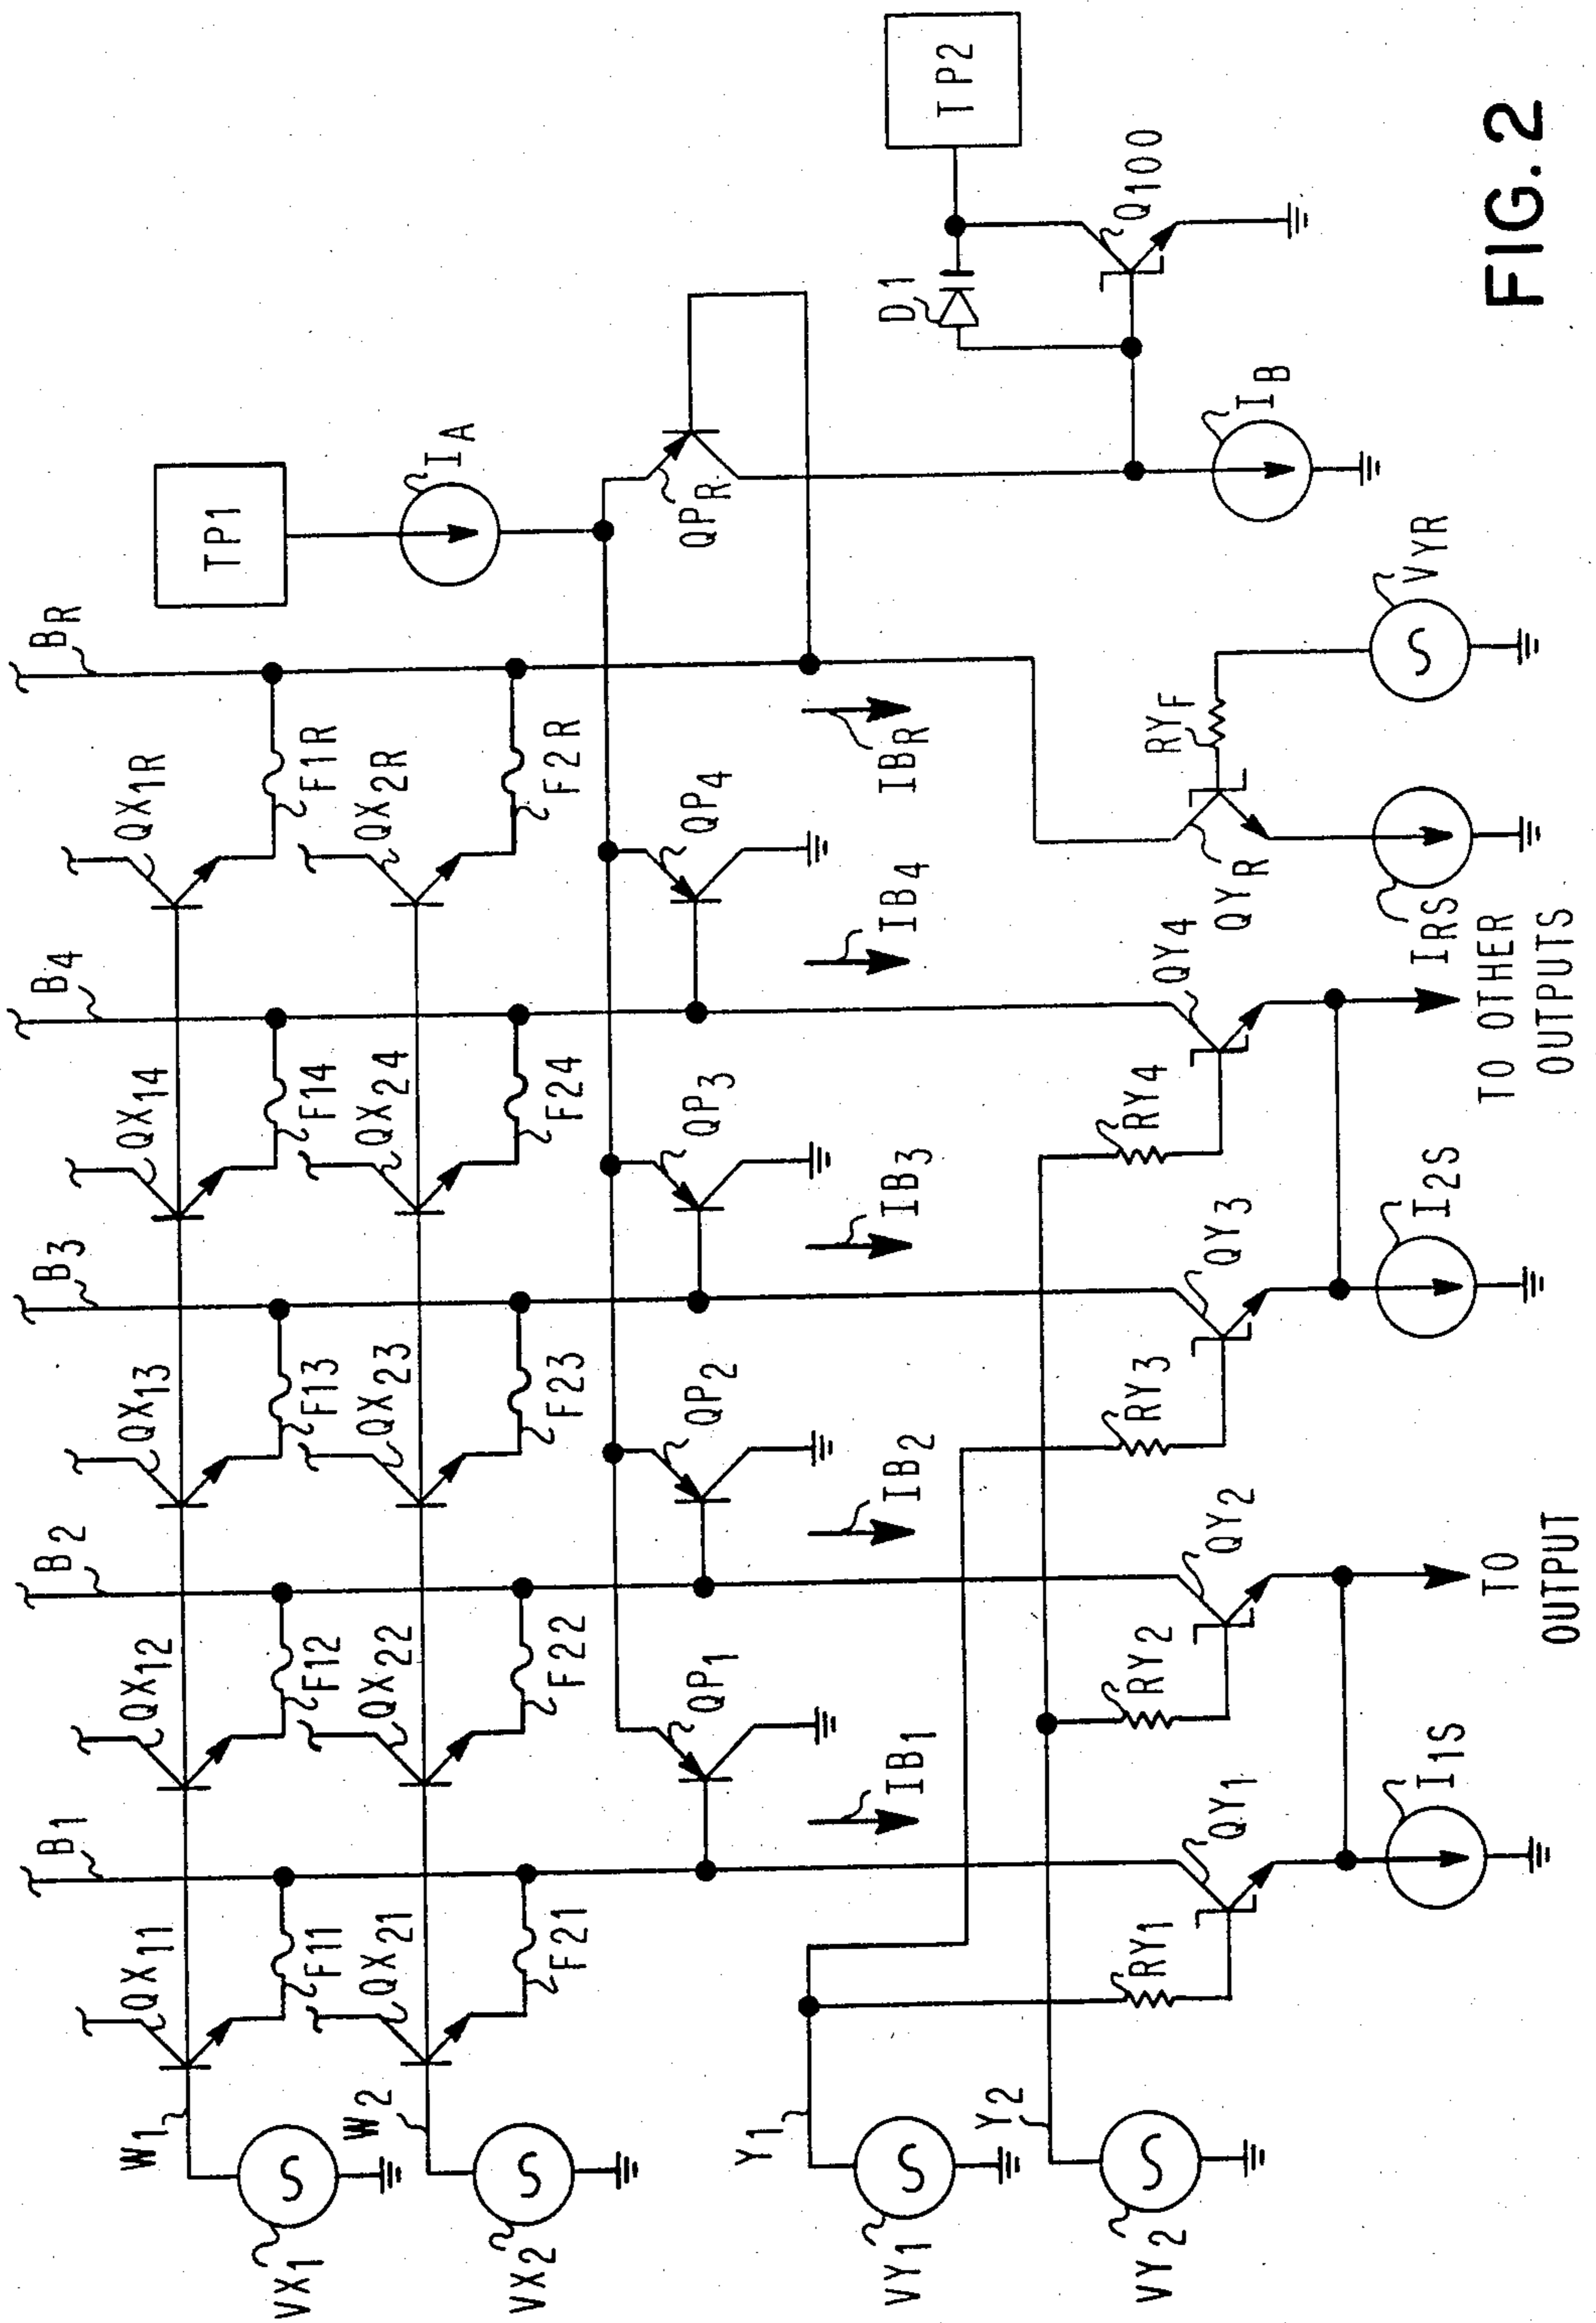 B1
B2
B3
B4
BR
TP1
W1
QX11
QX12
QX13
QX14
QX1R
IA
VX1
F11
F12
F13
F14
F1R
W2
QX21
QX22
QX23
QX24
QX2R
VX2
F21
F22
F23
F24
F2R
QP1
QP2
QP3
QP4
QPR
Y1
IB1
IB2
IB3
IB4
IBR
D1
TP2
VY1
Y2
RY1
RY2
RY3
RY4
RYF
Q100
VY2
QY1
QY2
QY3
QY4
QYR
IB
I1S
I2S
IRS
VYR
TO
OUTPUT
TO OTHER
OUTPUTS
FIG. 2